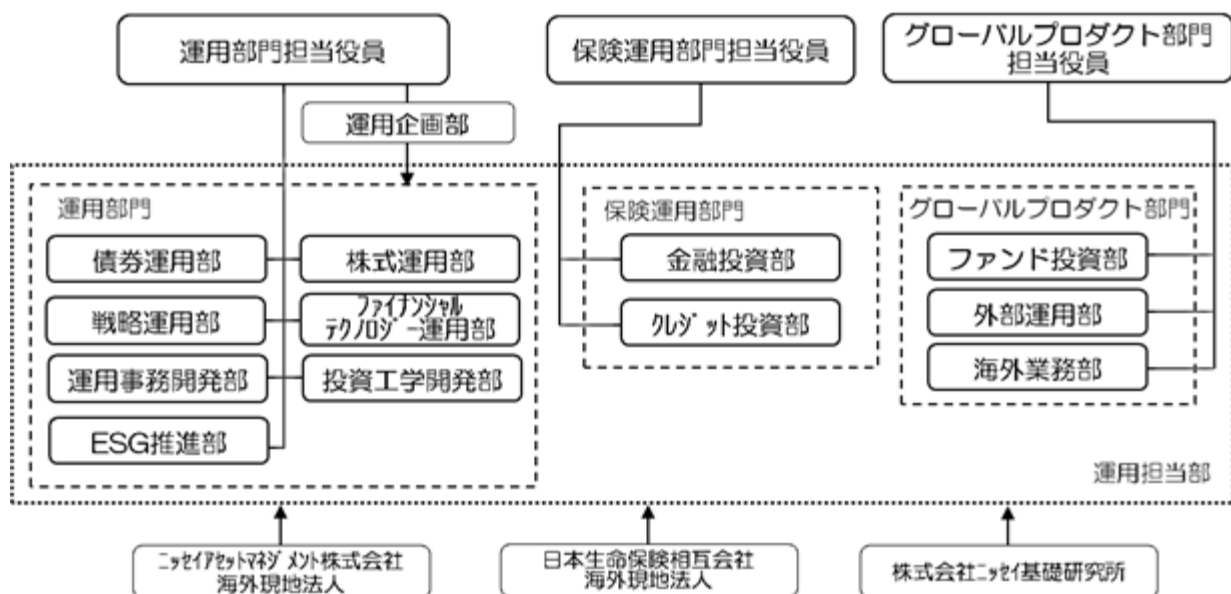 運用部門担当役員
保険運用部門担当役員
グローバルプロダクト部門
担当役員
運用企画部
運用部門
債券運用部
株式運用部
戦略運用部
ファイナンシャル
テクノロジー運用部
運用事務開発部
投資工学開発部
ESG推進部
保険運用部門
金融投資部
クレジット投資部
グローバルプロダクト部門
ファンド投資部
外部運用部
海外業務部
運用担当部
ニッセイアセットマネジメント株式会社
海外現地法人
日本生命保険相互会社
海外現地法人
株式会社ニッセイ基礎研究所